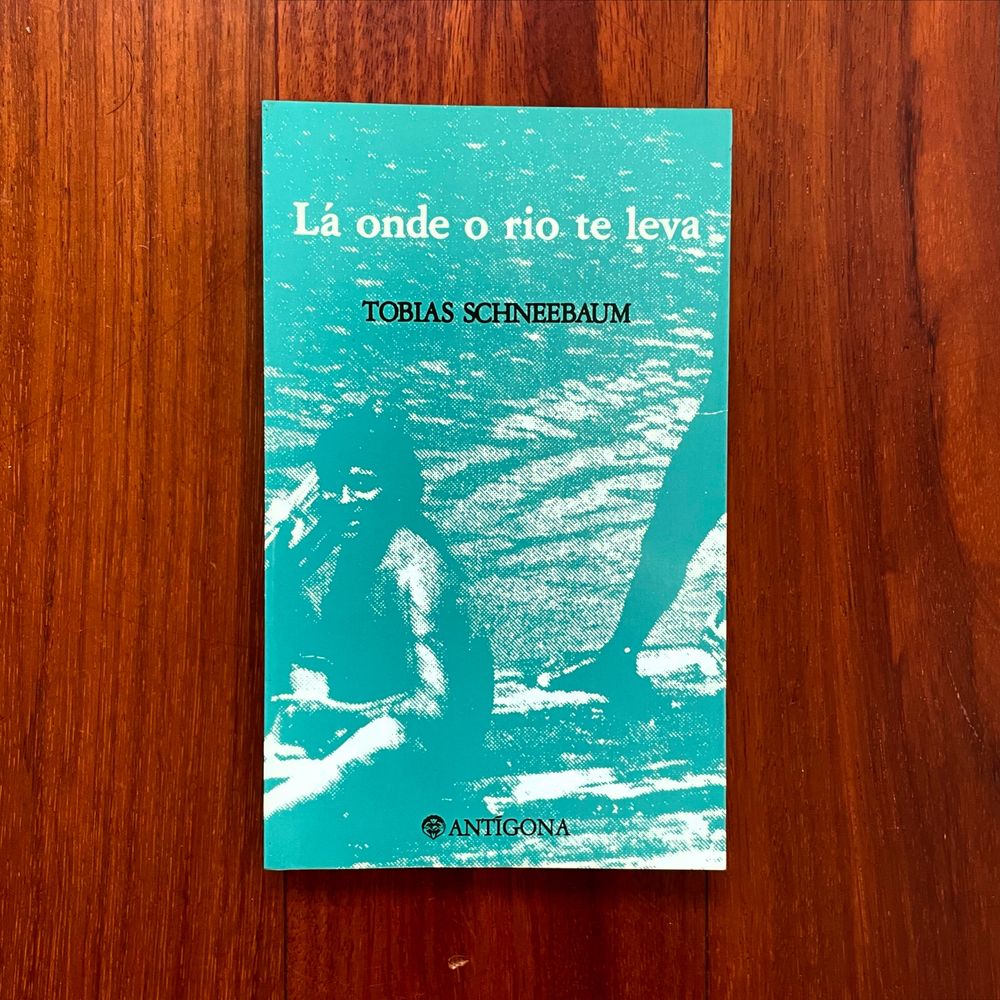 Lá onde o rio te leva
TOBIAS SCHNEEBAUM
ANTÍGONA